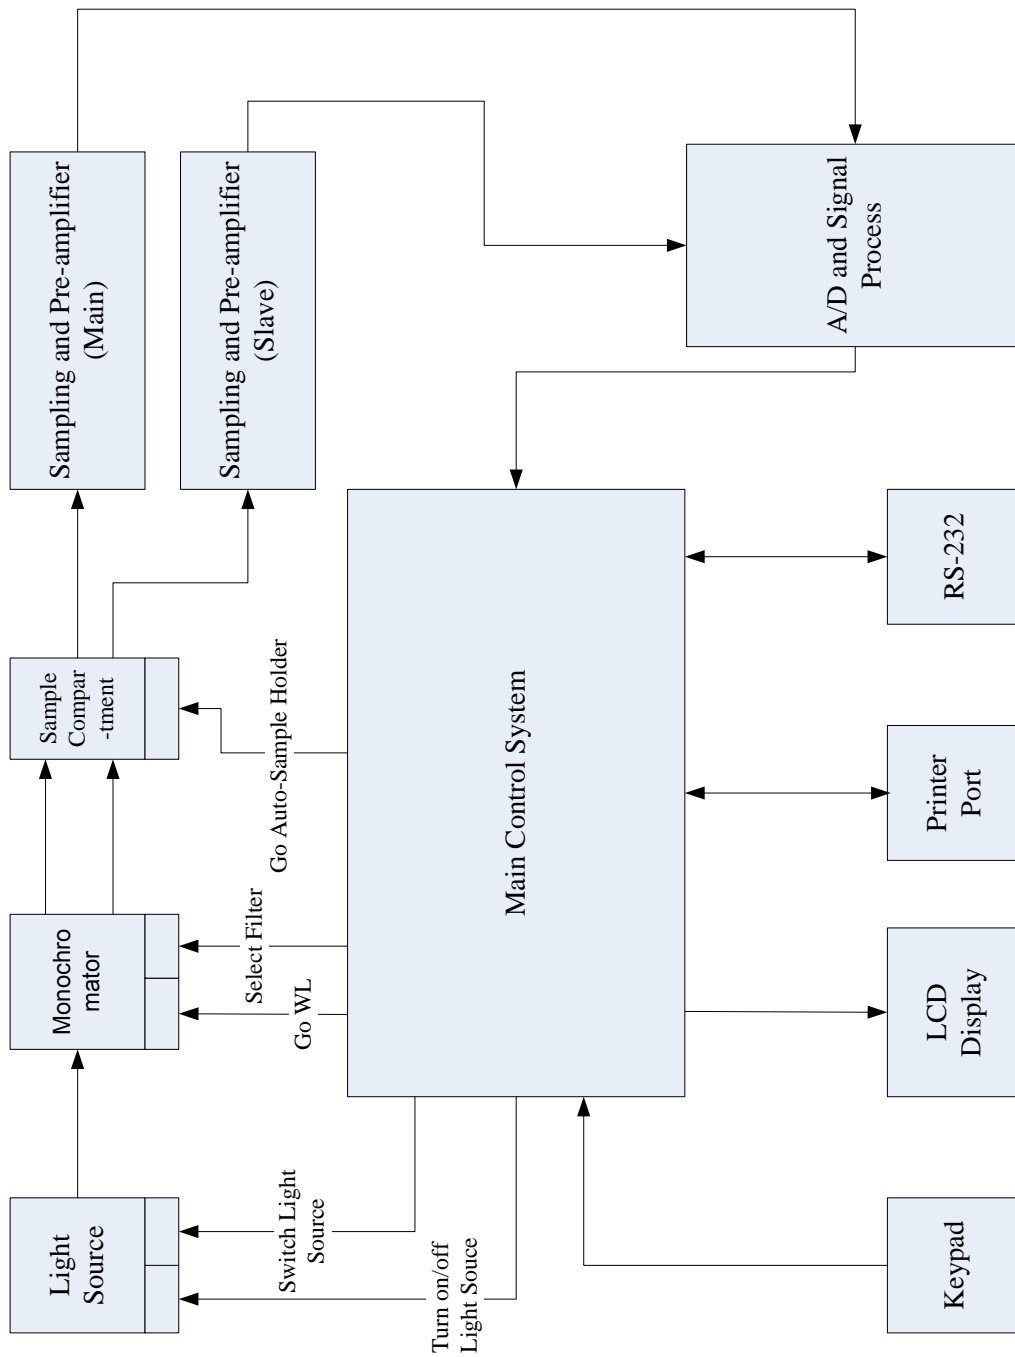 Light
Source
Monochro
mator
Sample
Compar
-tment
Sampling and Pre-amplifier
(Main)
Sampling and Pre-amplifier
(Slave)
Switch Light
Source
Turn on/off
Light Souce
Go WL
Select Filter
Go Auto-Sample Holder
Main Control System
A/D and Signal
Process
Keypad
LCD
Display
Printer
Port
RS-232